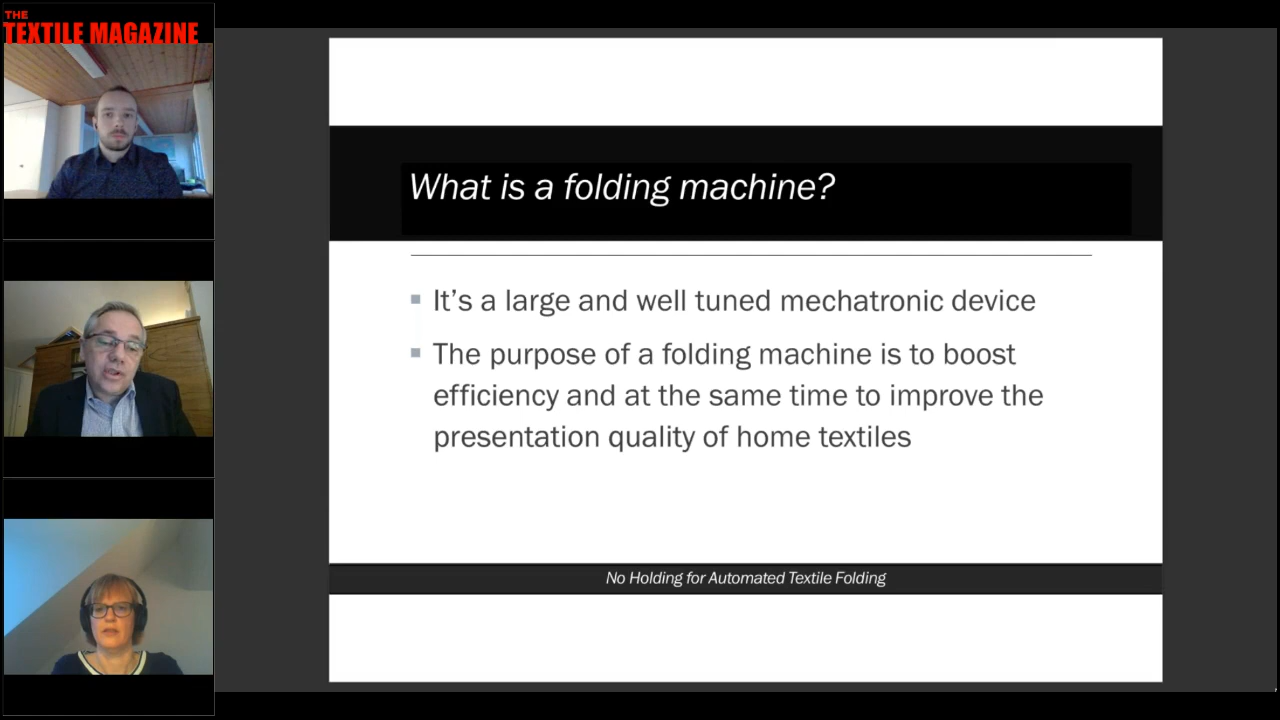 THE
TEXTILE MAGAZINE
What is a folding machine?
It’s a large and well tuned mechatronic device
The purpose of a folding machine is to boost
efficiency and at the same time to improve the
presentation quality of home textiles
No Holding for Automated Textile Folding